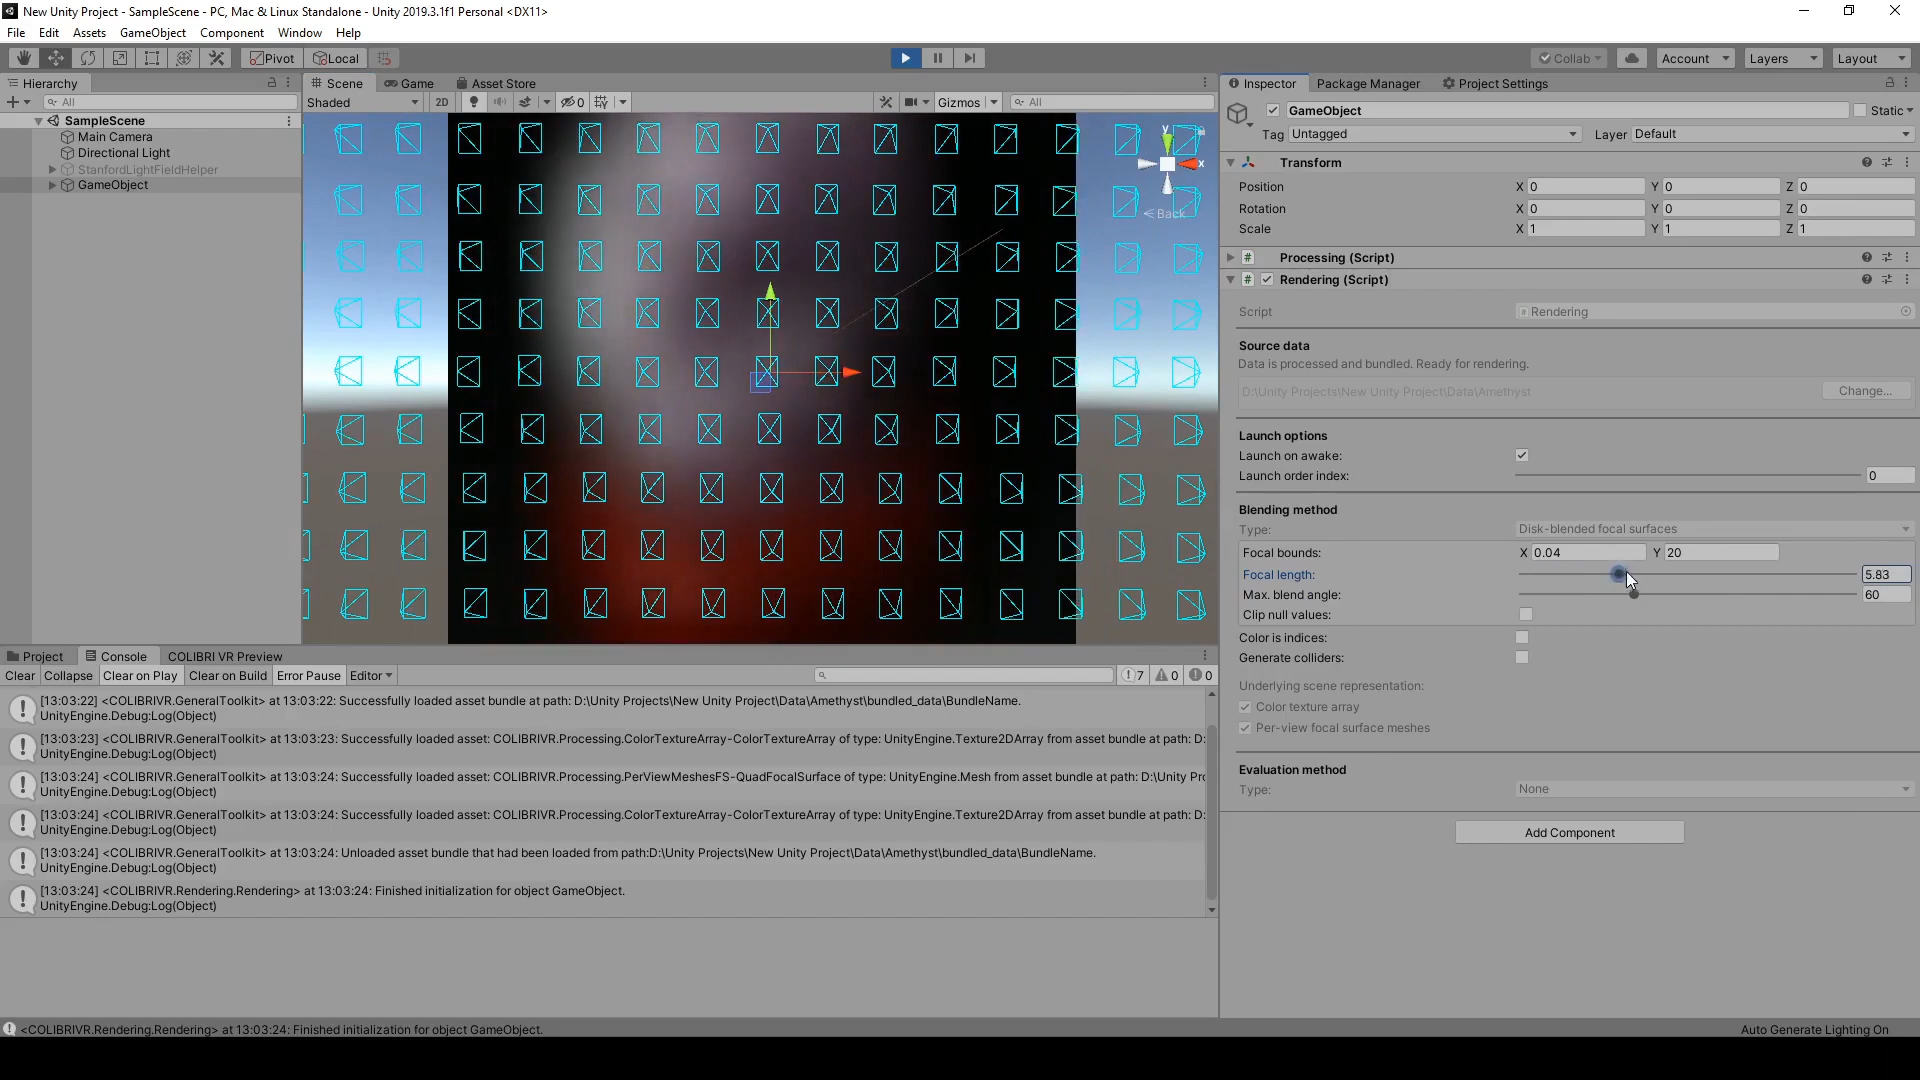 New Unity Project - SampleScene - PC, Mac & Linux Standalone - Unity 2019.3.1f1 Personal <DX11>
File Edit Assets GameObject Component Window Help
Pivot Local Collab Account Layers Layout
Hierarchy
All
SampleScene
Main Camera
Directional Light
StanfordLightFieldHelper
GameObject
Scene Game Asset Store
Shaded 2D 0 Gizmos All
y
x
Back
Inspector Package Manager Project Settings
GameObject Static
Tag Untagged Layer Default
Transform
Position X 0 Y 0 Z 0
Rotation X 0 Y 0 Z 0
Scale X 1 Y 1 Z 1
# Processing (Script)
# Rendering (Script)
Script # Rendering
Source data
Data is processed and bundled. Ready for rendering.
D:\Unity Projects\New Unity Project\Data\Amethyst Change...
Launch options
Launch on awake:
Launch order index: 0
Blending method
Type: Disk-blended focal surfaces
Focal bounds: X 0.04 Y 20
Focal length: 5.83
Max. blend angle: 60
Clip null values:
Color is indices:
Generate colliders:
Underlying scene representation:
Color texture array
Per-view focal surface meshes
Evaluation method
Type: None
Add Component
Project Console COLIBRI VR Preview
Clear Collapse Clear on Play Clear on Build Error Pause Editor 7 0 0
[13:03:22] <COLIBRIVR.GeneralToolkit> at 13:03:22: Successfully loaded asset bundle at path: D:\Unity Projects\New Unity Project\Data\Amethyst\bundled_data\BundleName.
UnityEngine.Debug:Log(Object)
[13:03:23] <COLIBRIVR.GeneralToolkit> at 13:03:23: Successfully loaded asset: COLIBRIVR.Processing.ColorTextureArray-ColorTextureArray of type: UnityEngine.Texture2DArray from asset bundle at path: D:
UnityEngine.Debug:Log(Object)
[13:03:24] <COLIBRIVR.GeneralToolkit> at 13:03:24: Successfully loaded asset: COLIBRIVR.Processing.PerViewMeshesFS-QuadFocalSurface of type: UnityEngine.Mesh from asset bundle at path: D:\Unity Pr
UnityEngine.Debug:Log(Object)
[13:03:24] <COLIBRIVR.GeneralToolkit> at 13:03:24: Successfully loaded asset: COLIBRIVR.Processing.ColorTextureArray-ColorTextureArray of type: UnityEngine.Texture2DArray from asset bundle at path: D:
UnityEngine.Debug:Log(Object)
[13:03:24] <COLIBRIVR.GeneralToolkit> at 13:03:24: Unloaded asset bundle that had been loaded from path:D:\Unity Projects\New Unity Project\Data\Amethyst\bundled_data\BundleName.
UnityEngine.Debug:Log(Object)
[13:03:24] <COLIBRIVR.Rendering.Rendering> at 13:03:24: Finished initialization for object GameObject.
UnityEngine.Debug:Log(Object)
<COLIBRIVR.Rendering.Rendering> at 13:03:24: Finished initialization for object GameObject. Auto Generate Lighting On